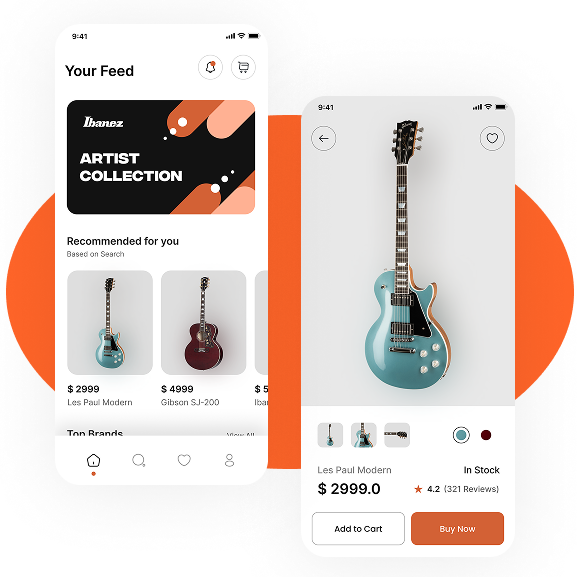 9:41
Your Feed
Ibanez
ARTIST
COLLECTION
Recommended for you
Based on Search
$ 2999
$ 4999
$ 5
Les Paul Modern
Gibson SJ-200
Iba
Top Brands
View All
9:41
Les Paul Modern
In Stock
$ 2999.0
4.2 (321 Reviews)
Add to Cart
Buy Now